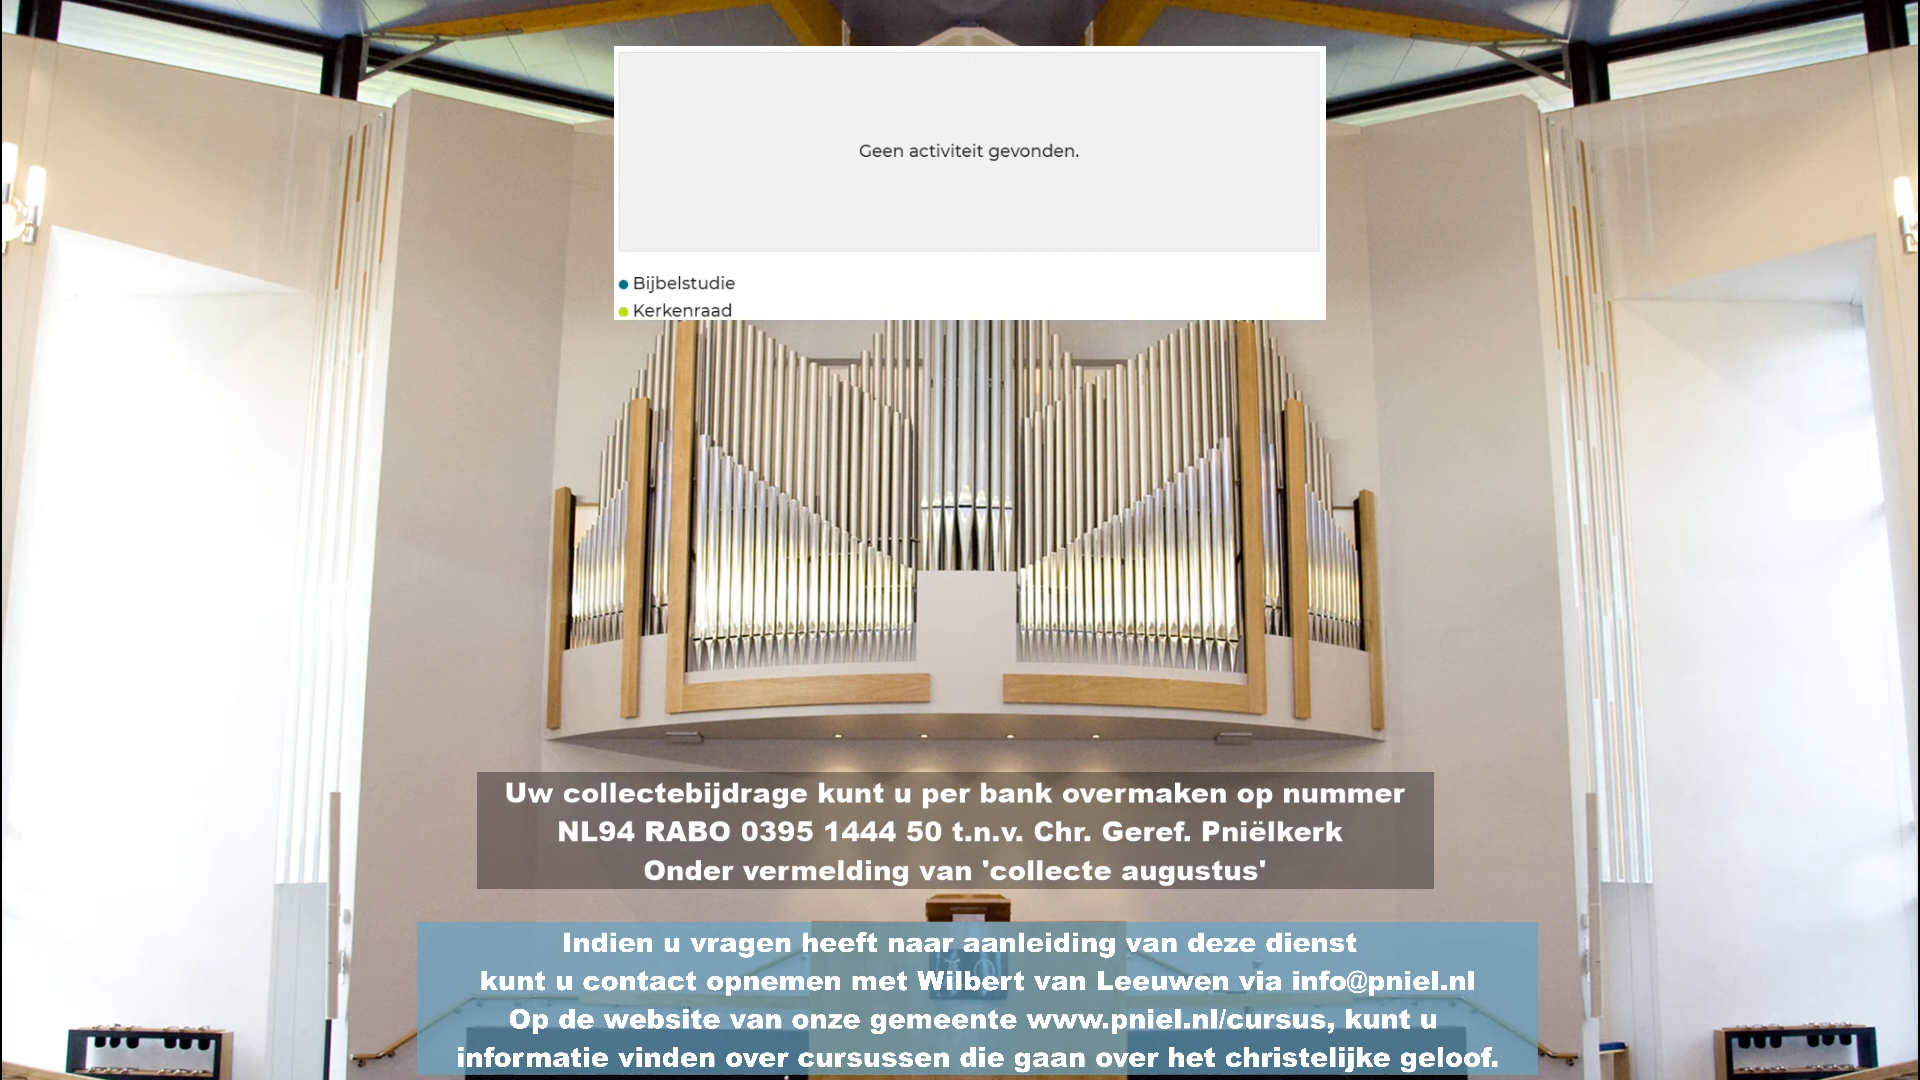 Geen activiteit gevonden.
Bijbelstudie
Kerkenraad
Uw collectebijdrage kunt u per bank overmaken op nummer
NL94 RABO 0395 1444 50 t.n.v. Chr. Geref. Pniëlkerk
Onder vermelding van 'collecte augustus'
Indien u vragen heeft naar aanleiding van deze dienst
kunt u contact opnemen met Wilbert van Leeuwen via info@pniel.nl
Op de website van onze gemeente www.pniel.nl/cursus, kunt u
informatie vinden over cursussen die gaan over het christelijke geloof.